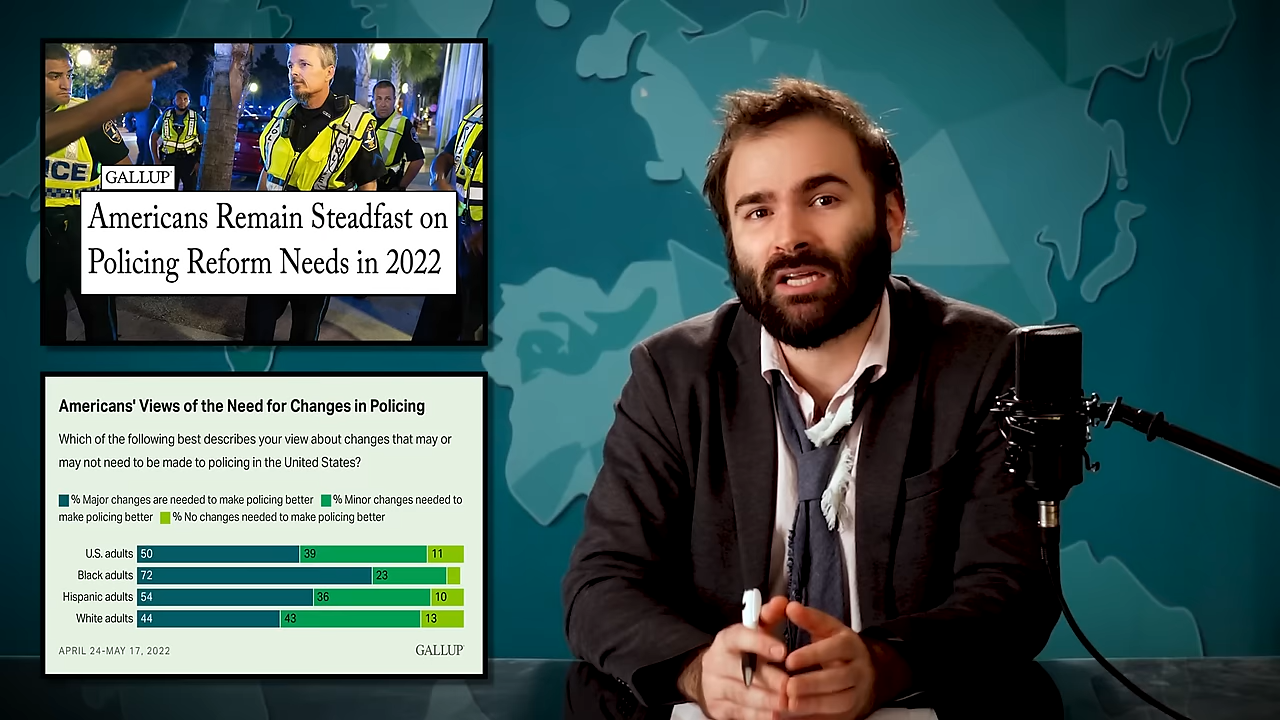 ICE
GALLUP
Americans Remain Steadfast on
Policing Reform Needs in 2022
Americans' Views of the Need for Changes in Policing
Which of the following best describes your view about changes that may or
may not need to be made to policing in the United States?
% Major changes are needed to make policing better % Minor changes needed to
make policing better % No changes needed to make policing better
U.S. adults 50 39 11
Black adults 72 23
Hispanic adults 54 36 10
White adults 44 43 13
APRIL 24-MAY 17, 2022 GALLUP